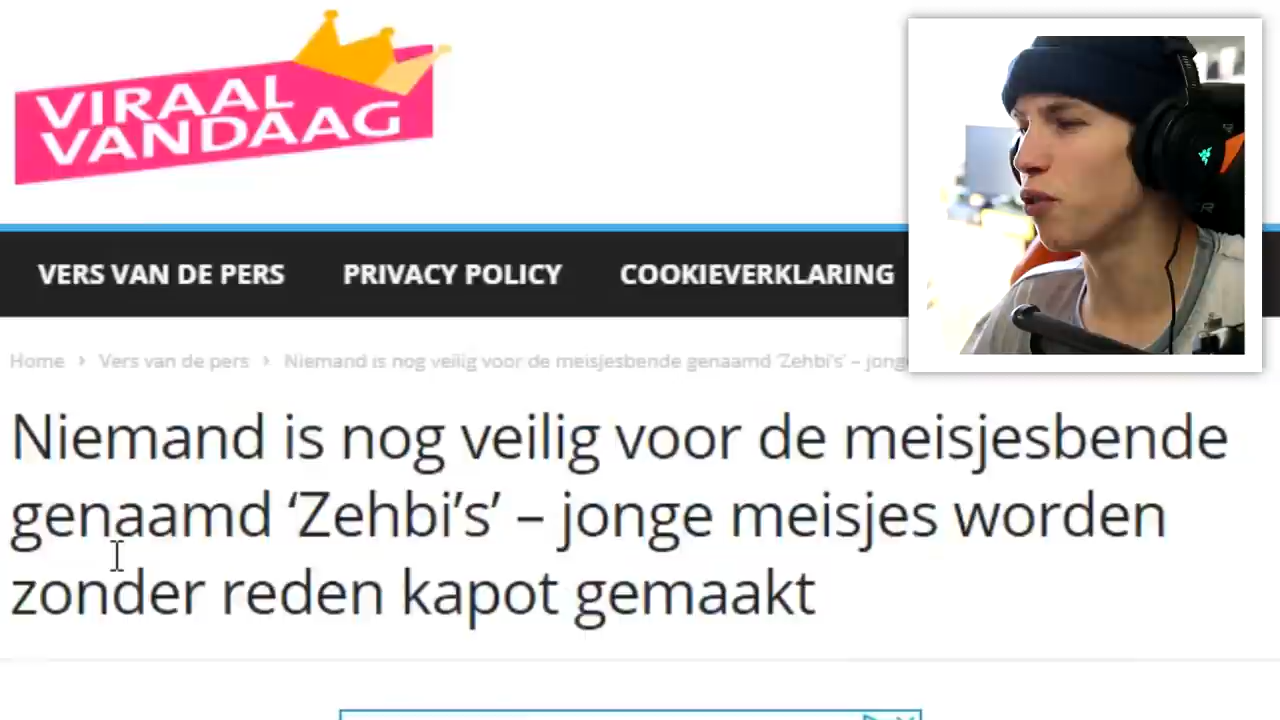 VIRAAL
VANDAAG
VERS VAN DE PERS PRIVACY POLICY COOKIEVERKLARING
Home › Vers van de pers › Niemand is nog veilig voor de meisjesbende genaamd 'Zehbi's' – jong
Niemand is nog veilig voor de meisjesbende
genaamd ‘Zehbi’s’ – jonge meisjes worden
zonder reden kapot gemaakt